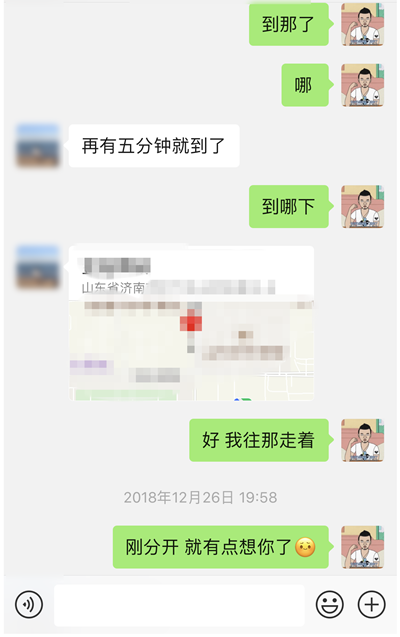 到那了
哪
再有五分钟就到了
到哪下
山东省济南
好 我往那走着
2018年12月26日 19:58
刚分开 就有点想你了